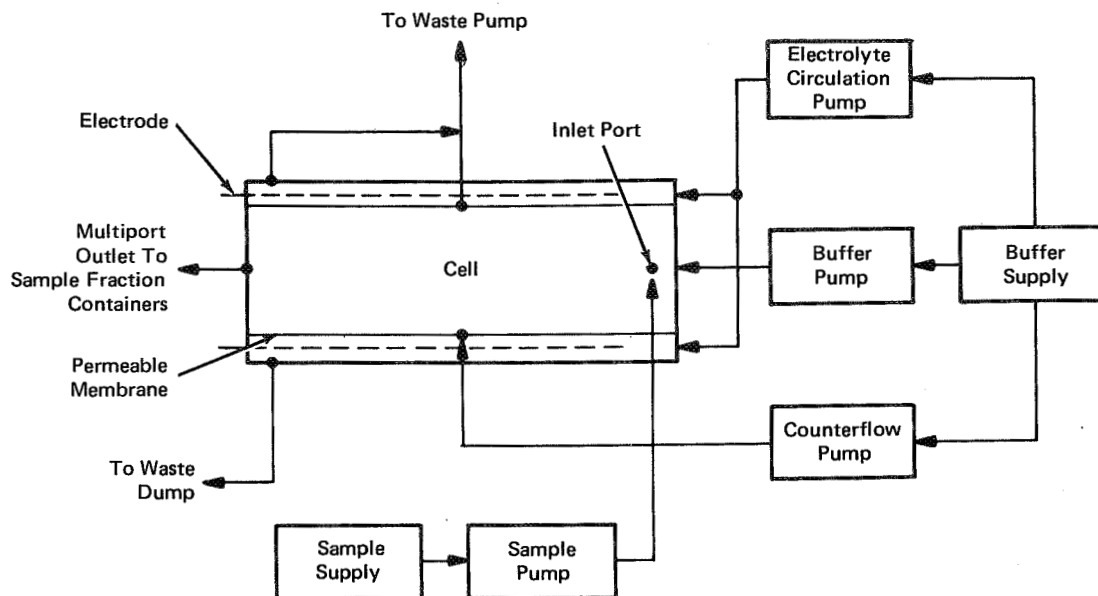 To Waste Pump
Electrolyte
Circulation
Pump
Electrode
Inlet Port
Multiport
Outlet To
Sample Fraction
Containers
Cell
Buffer
Pump
Buffer
Supply
Permeable
Membrane
Counterflow
Pump
To Waste
Dump
Sample
Supply
Sample
Pump